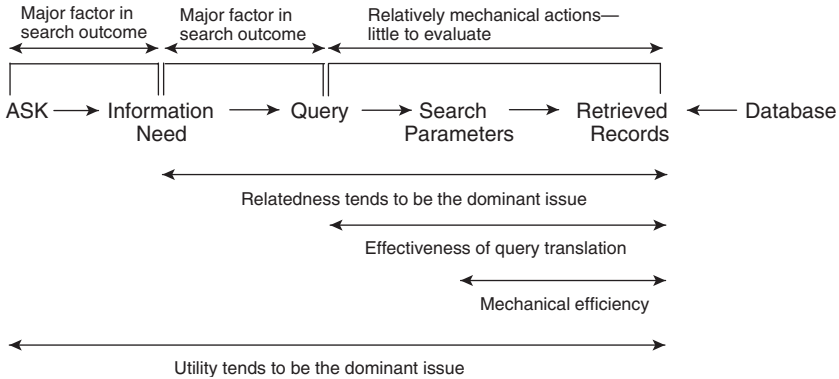 Major factor in
search outcome
Major factor in
search outcome
Relatively mechanical actions—
little to evaluate
ASK
Information
Need
Query
Search
Parameters
Retrieved
Records
Database
Relatedness tends to be the dominant issue
Effectiveness of query translation
Mechanical efficiency
Utility tends to be the dominant issue